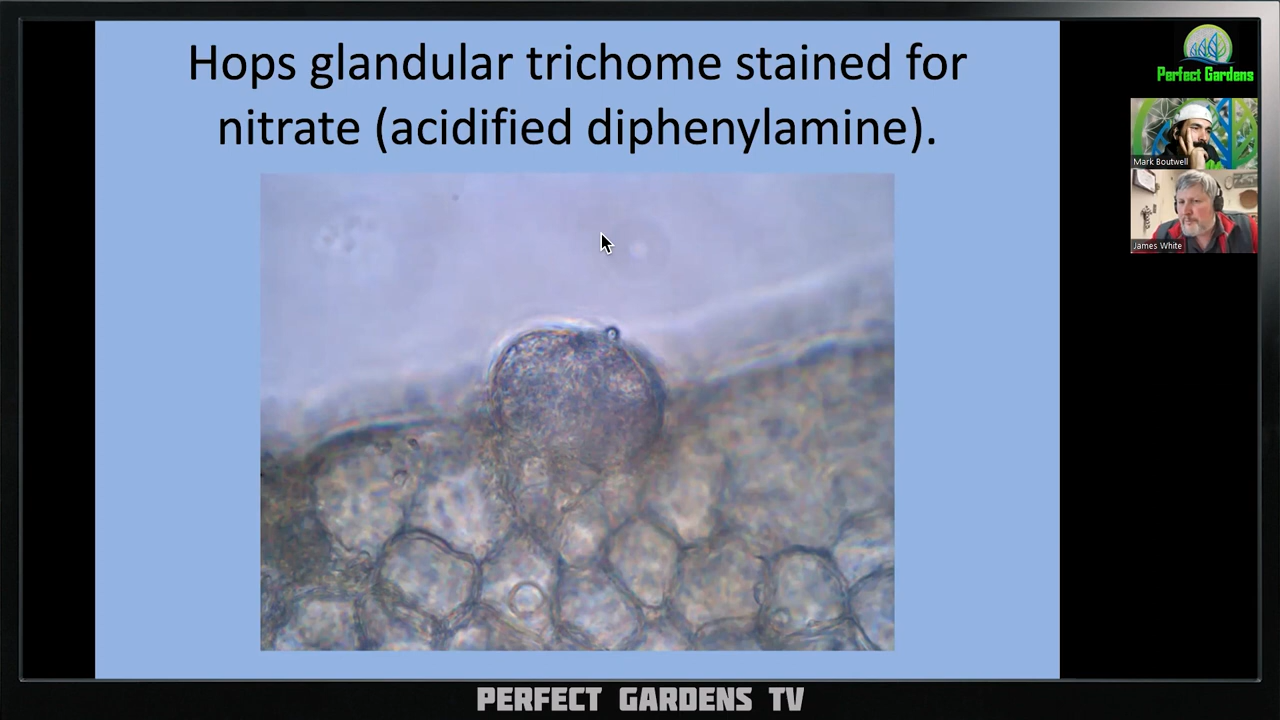 Hops glandular trichome stained for
nitrate (acidified diphenylamine).
Perfect Gardens
Mark Boutwell
James White
PERFECT GARDENS TV